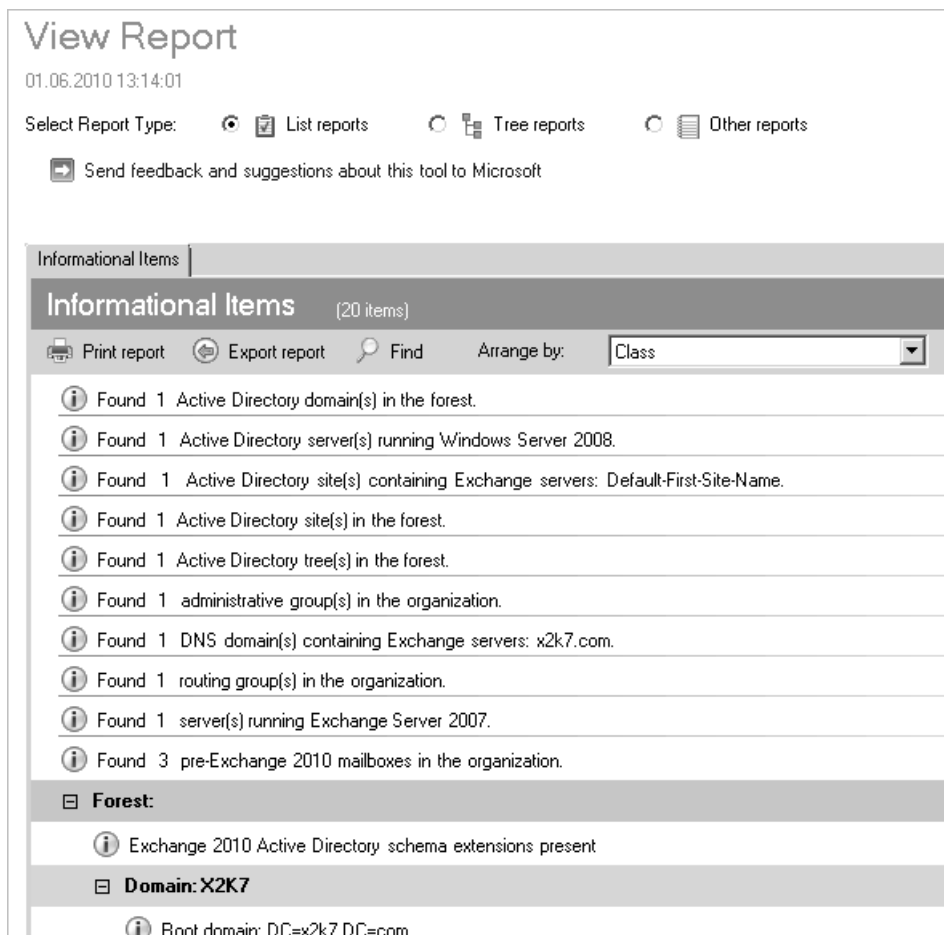 View Report
01.06.2010 13:14:01
Select Report Type: List reports Tree reports Other reports
Send feedback and suggestions about this tool to Microsoft
Informational Items
Informational Items (20 items)
Print report Export report Find Arrange by: Class
Found 1 Active Directory domain(s) in the forest.
Found 1 Active Directory server(s) running Windows Server 2008.
Found 1 Active Directory site(s) containing Exchange servers: Default-First-Site-Name.
Found 1 Active Directory site(s) in the forest.
Found 1 Active Directory tree(s) in the forest.
Found 1 administrative group(s) in the organization.
Found 1 DNS domain(s) containing Exchange servers: x2k7.com.
Found 1 routing group(s) in the organization.
Found 1 server(s) running Exchange Server 2007.
Found 3 pre-Exchange 2010 mailboxes in the organization.
Forest:
Exchange 2010 Active Directory schema extensions present
Domain: X2K7
Root domain: DC=x2k7,DC=com